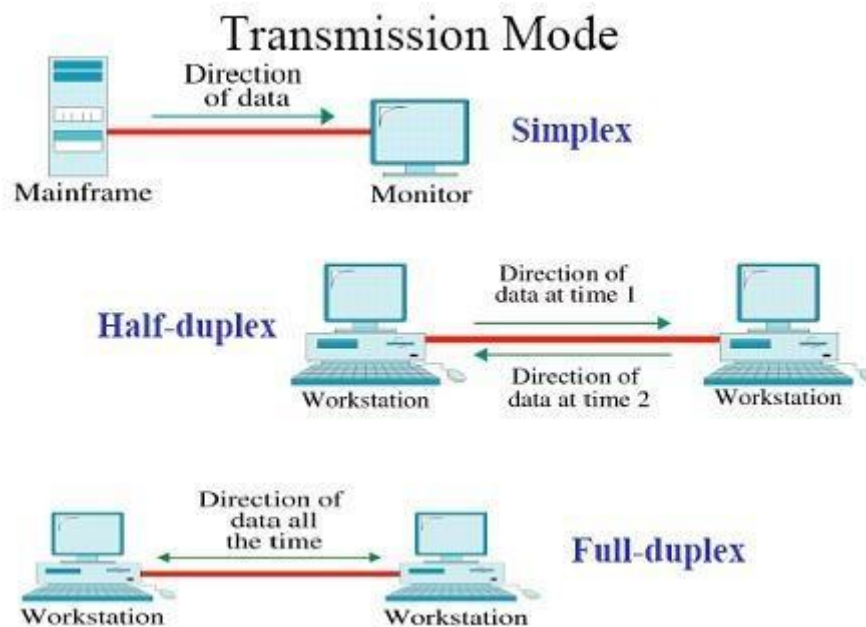 Transmission Mode
Direction
of data
Simplex
Mainframe
Monitor
Direction of
data at time 1
Half-duplex
Direction of
data at time 2
Workstation
Workstation
Direction of
data all
the time
Full-duplex
Workstation
Workstation